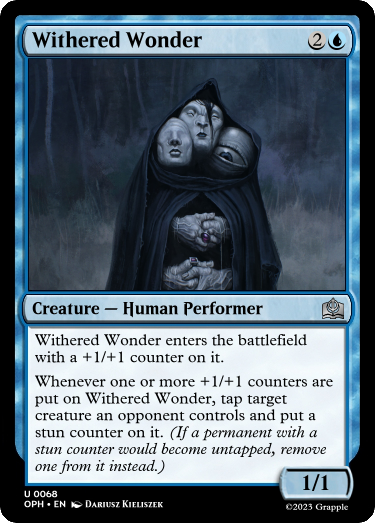 Withered Wonder 2
Creature — Human Performer
Withered Wonder enters the battlefield
with a +1/+1 counter on it.
Whenever one or more +1/+1 counters are
put on Withered Wonder, tap target
creature an opponent controls and put a
stun counter on it. (If a permanent with a
stun counter would become untapped, remove
one from it instead.)
1/1
U 0068
OPH • EN DARIUSZ KIELISZEK
©2023 Grapple